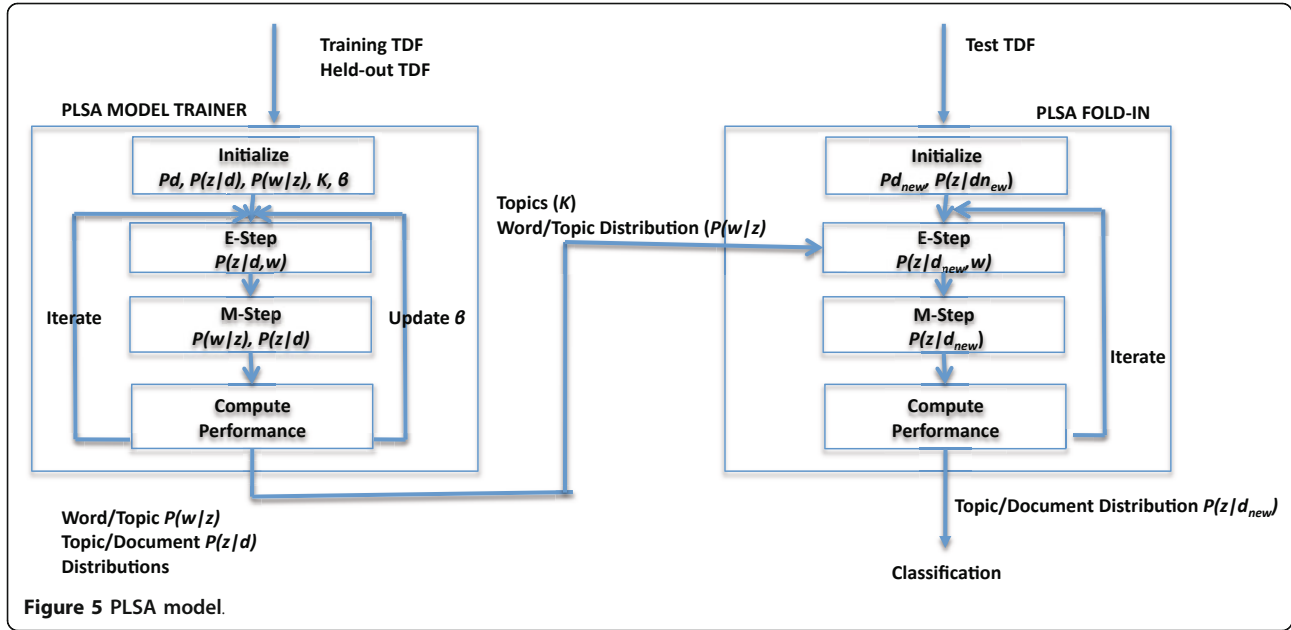 Training TDF
Held-out TDF
PLSA MODEL TRAINER
Initialize
Pd, P(z|d), P(w|z), K, β
E-Step
P(z|d,w)
M-Step
P(w|z), P(z|d)
Iterate
Update β
Compute
Performance
Word/Topic P(w|z)
Topic/Document P(z|d)
Distributions
Topics (K)
Word/Topic Distribution (P(w|z)
Test TDF
PLSA FOLD-IN
Initialize
Pdnew, P(z|dnew)
E-Step
P(z|dnew,w)
M-Step
P(z|dnew)
Iterate
Compute
Performance
Topic/Document Distribution P(z|dnew)
Classification
Figure 5 PLSA model.